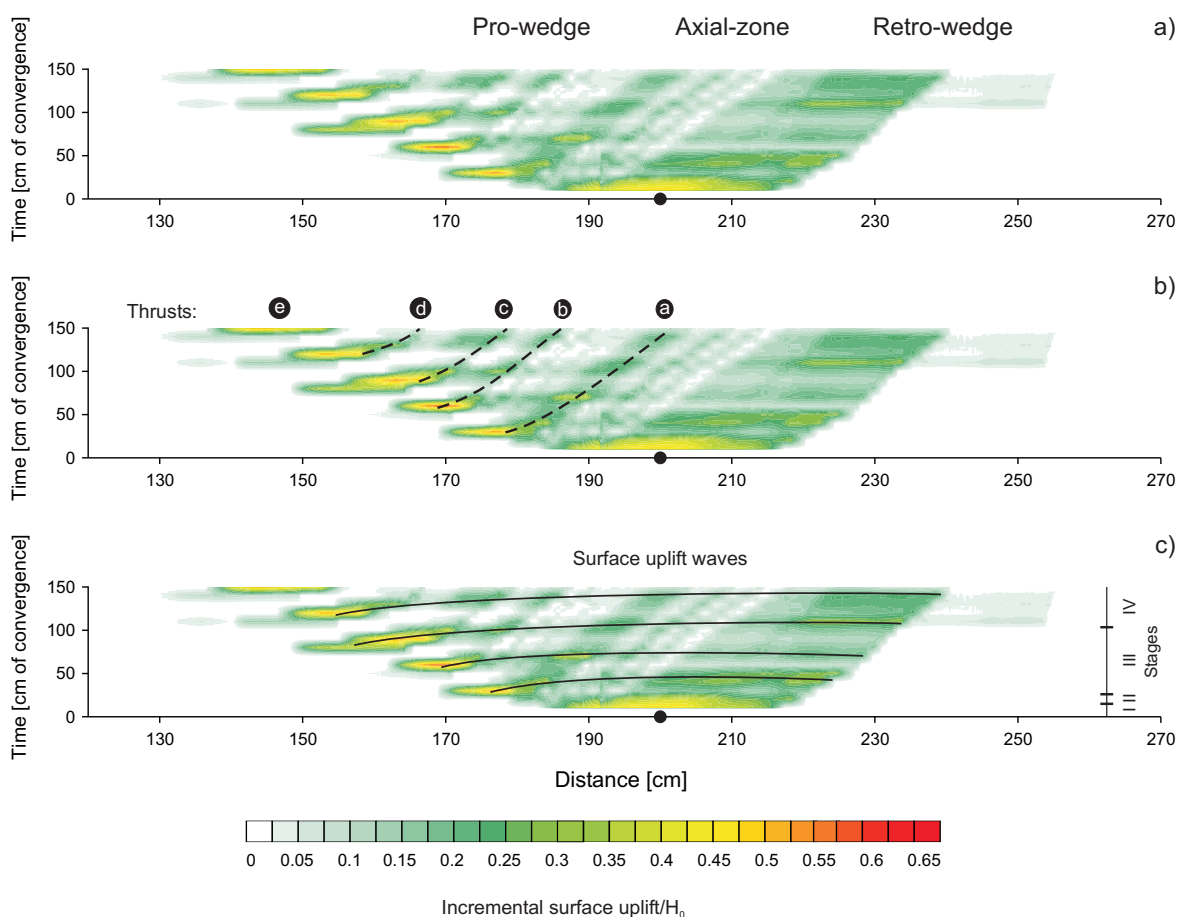 Pro-wedge Axial-zone Retro-wedge a)
Time [cm of convergence]
150
100
50
0
130 150 170 190 210 230 250 270
b)
Thrusts: e d c b a
Time [cm of convergence]
150
100
50
0
130 150 170 190 210 230 250 270
c)
Surface uplift waves
Time [cm of convergence]
150
100
50
0
I II III IV
Stages
130 150 170 190 210 230 250 270
Distance [cm]
0 0.05 0.1 0.15 0.2 0.25 0.3 0.35 0.4 0.45 0.5 0.55 0.6 0.65
Incremental surface uplift/H₀